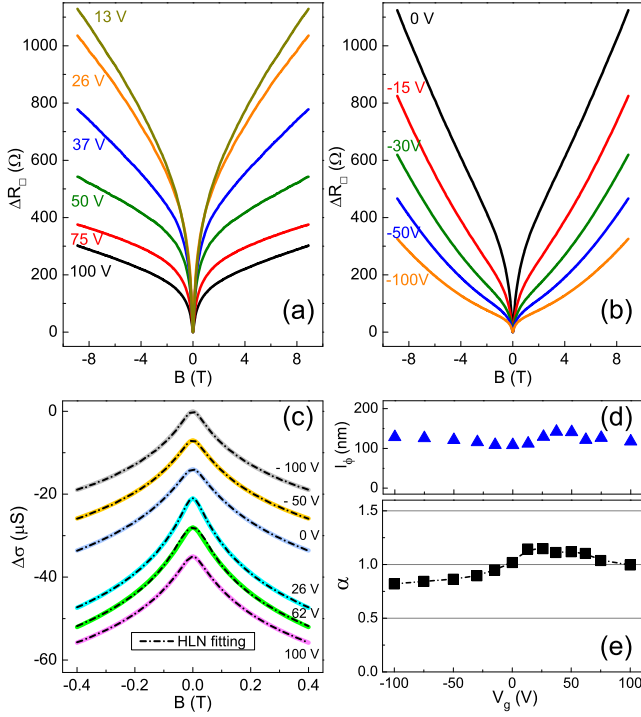 13 V
26 V
37 V
50 V
75 V
100 V
(a)
ΔR□ (Ω)
1000
800
600
400
200
0
-8 -4 0 4 8
B (T)
0 V
-15 V
-30V
-50V
-100V
(b)
ΔR□ (Ω)
1000
800
600
400
200
0
-8 -4 0 4 8
B (T)
(c)
Δσ (μS)
0
-20
-40
-60
- 100 V
- 50 V
0 V
26 V
62 V
100 V
HLN fitting
-0.4 -0.2 0.0 0.2 0.4
B (T)
(d)
lϕ (nm)
200
150
100
0
(e)
α
1.5
1.0
0.5
0.0
-100 -50 0 50 100
Vg (V)